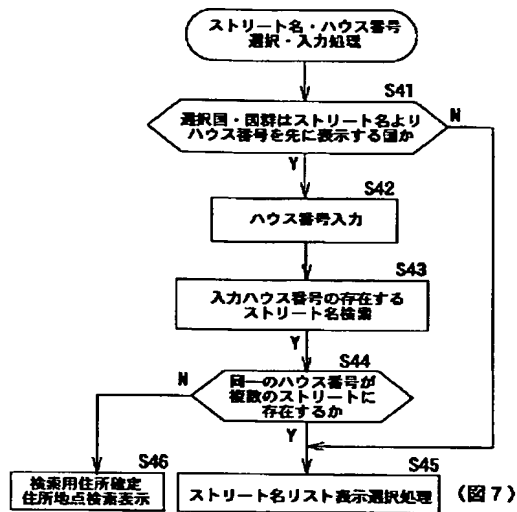 ストリート名・ハウス番号
選択・入力処理
S41
選択国・国群はストリート名より
ハウス番号を先に表示する国か
N
Y
S42
ハウス番号入力
S43
入力ハウス番号の存在する
ストリート名検索
Y
S44
N
同一のハウス番号が
複数のストリートに
存在するか
Y
S46
検索用住所確定
住所地点検索表示
S45
ストリート名リスト表示選択処理
(図7)